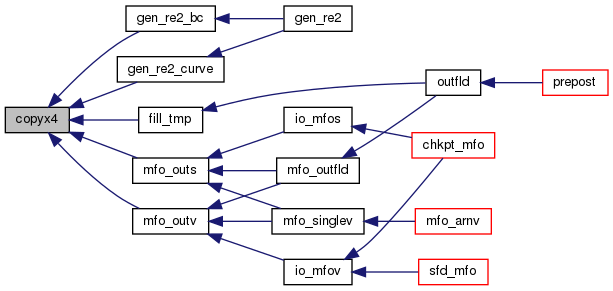 gen_re2_bc
gen_re2
gen_re2_curve
outfld
prepost
copyx4
fill_tmp
io_mfos
chkpt_mfo
mfo_outs
mfo_outfld
mfo_outv
mfo_singlev
mfo_arnv
io_mfov
sfd_mfo